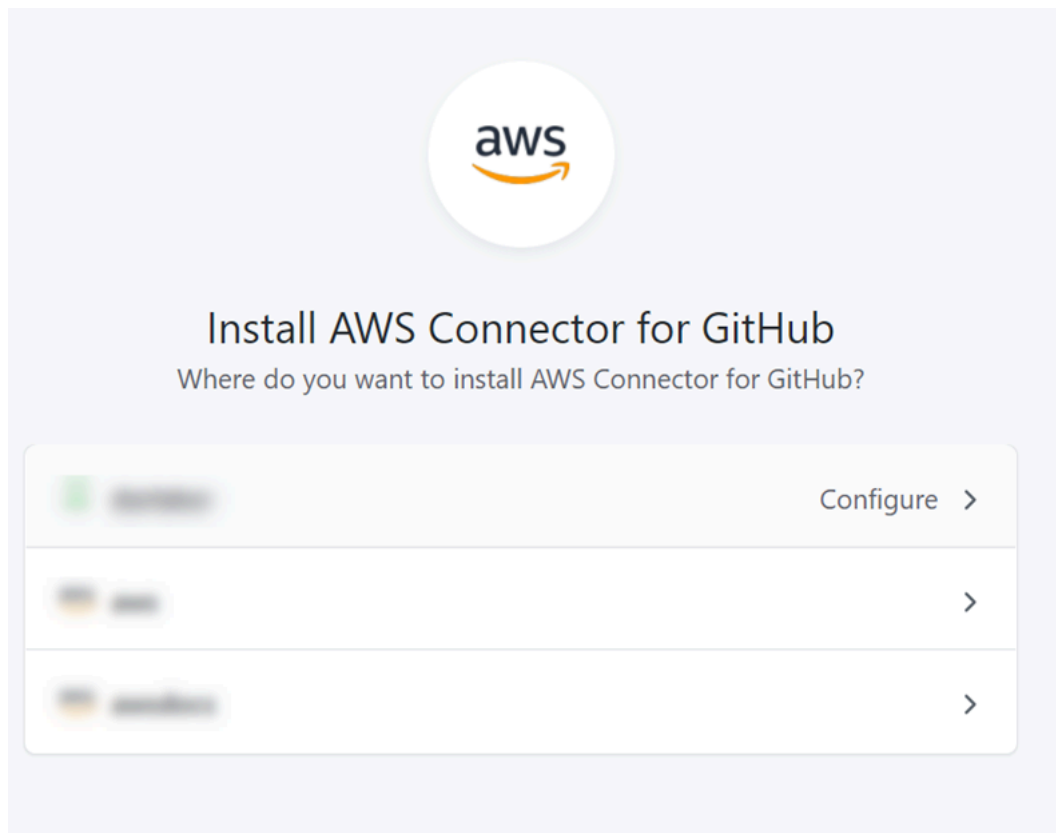 aws
Install AWS Connector for GitHub
Where do you want to install AWS Connector for GitHub?
Configure